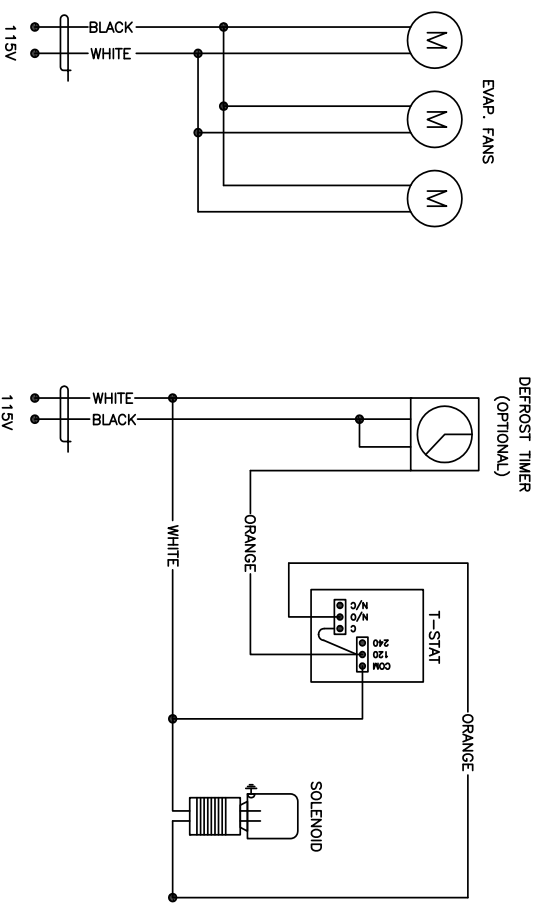 BLACK
WHITE
115V
M
M
M
EVAP. FANS
WHITE
BLACK
115V
DEFROST TIMER
(OPTIONAL)
WHITE
ORANGE
T-STAT
N/C
N/O
C
240
120
COM
ORANGE
SOLENOID